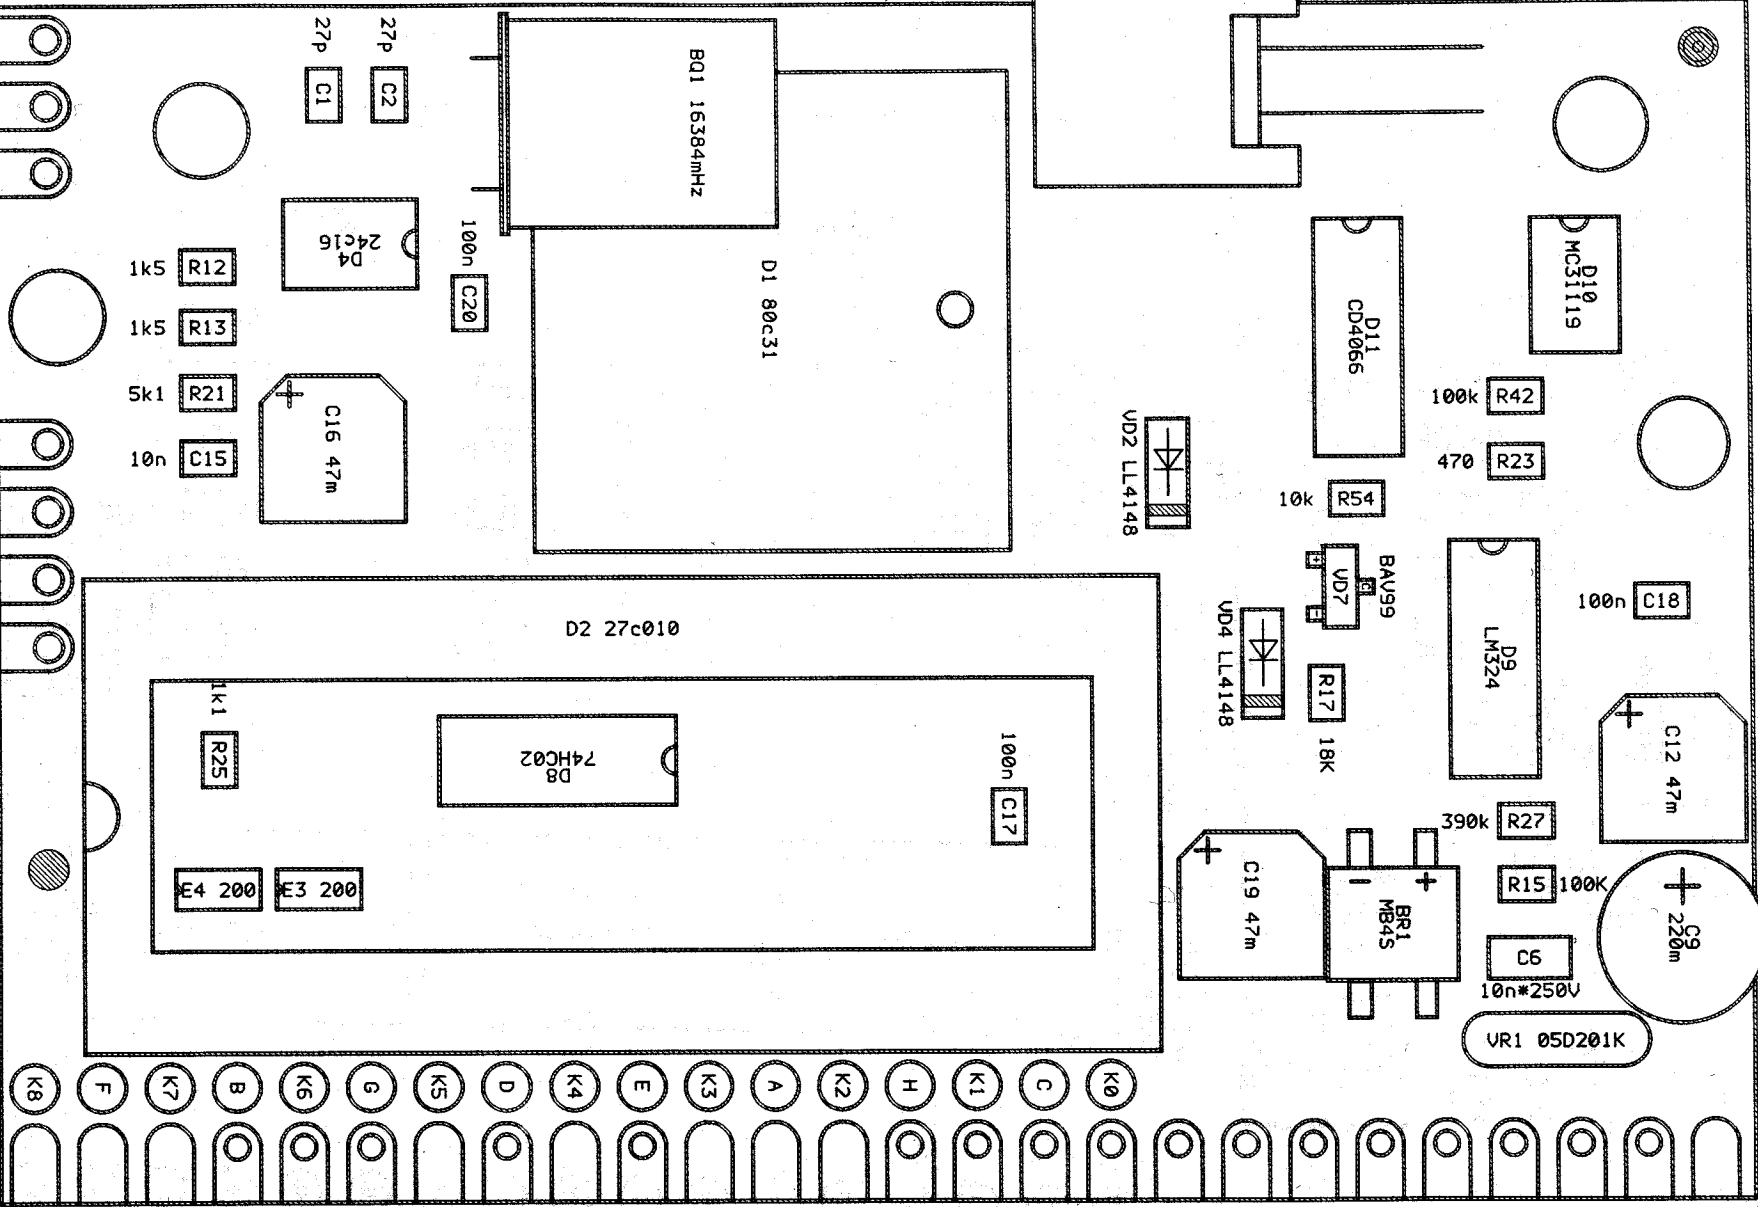 27p
27p
C1
C2
BQ1 16384mHz
D4
24c16
100n
C20
D1 80c31
1k5 R12
1k5 R13
5k1 R21
10n C15
C16 47m
D11
CD4066
D10
MC31119
100k R42
470 R23
10k R54
VD2 LL4148
VD7
BAV99
VD4 LL4148
R17
18K
D9
LM324
100n C18
D2 27c010
1k1
R25
D8
74HC02
100n
C17
E4 200
E3 200
C12 47m
390k R27
R15 100K
C19 47m
- +
BR1
MB4S
C9
220m
C6
10n*250V
VR1 05D201K
K8 F K7 B K6 G K5 D K4 E K3 A K2 H K1 C K0